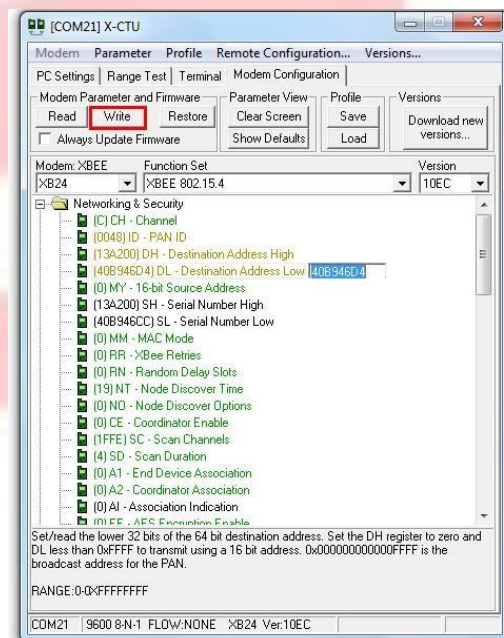 [COM21] X-CTU
Modem Parameter Profile Remote Configuration... Versions...
PC Settings Range Test Terminal Modem Configuration
Modem Parameter and Firmware Parameter View Profile Versions
Read Write Restore Clear Screen Save Download new versions...
Always Update Firmware Show Defaults Load
Modem: XBEE Function Set Version
XB24 XBEE 802.15.4 10EC
Networking & Security
(C) CH - Channel
(0048) ID - PAN ID
(13A200) DH - Destination Address High
(40B946D4) DL - Destination Address Low 40B946D4
(0) MY - 16-bit Source Address
(13A200) SH - Serial Number High
(40B946CC) SL - Serial Number Low
(0) MM - MAC Mode
(0) RR - XBee Retries
(0) RN - Random Delay Slots
(19) NT - Node Discover Time
(0) NO - Node Discover Options
(0) CE - Coordinator Enable
(1FFE) SC - Scan Channels
(4) SD - Scan Duration
(0) A1 - End Device Association
(0) A2 - Coordinator Association
(0) AI - Association Indication
(0) EE - AES Encryption Enable
Set/read the lower 32 bits of the 64 bit destination address. Set the DH register to zero and
DL less than 0xFFFF to transmit using a 16 bit address. 0x000000000000FFFF is the
broadcast address for the PAN.
RANGE:0-0XFFFFFFFF
COM21 9600 8-N-1 FLOW:NONE XB24 Ver:10EC